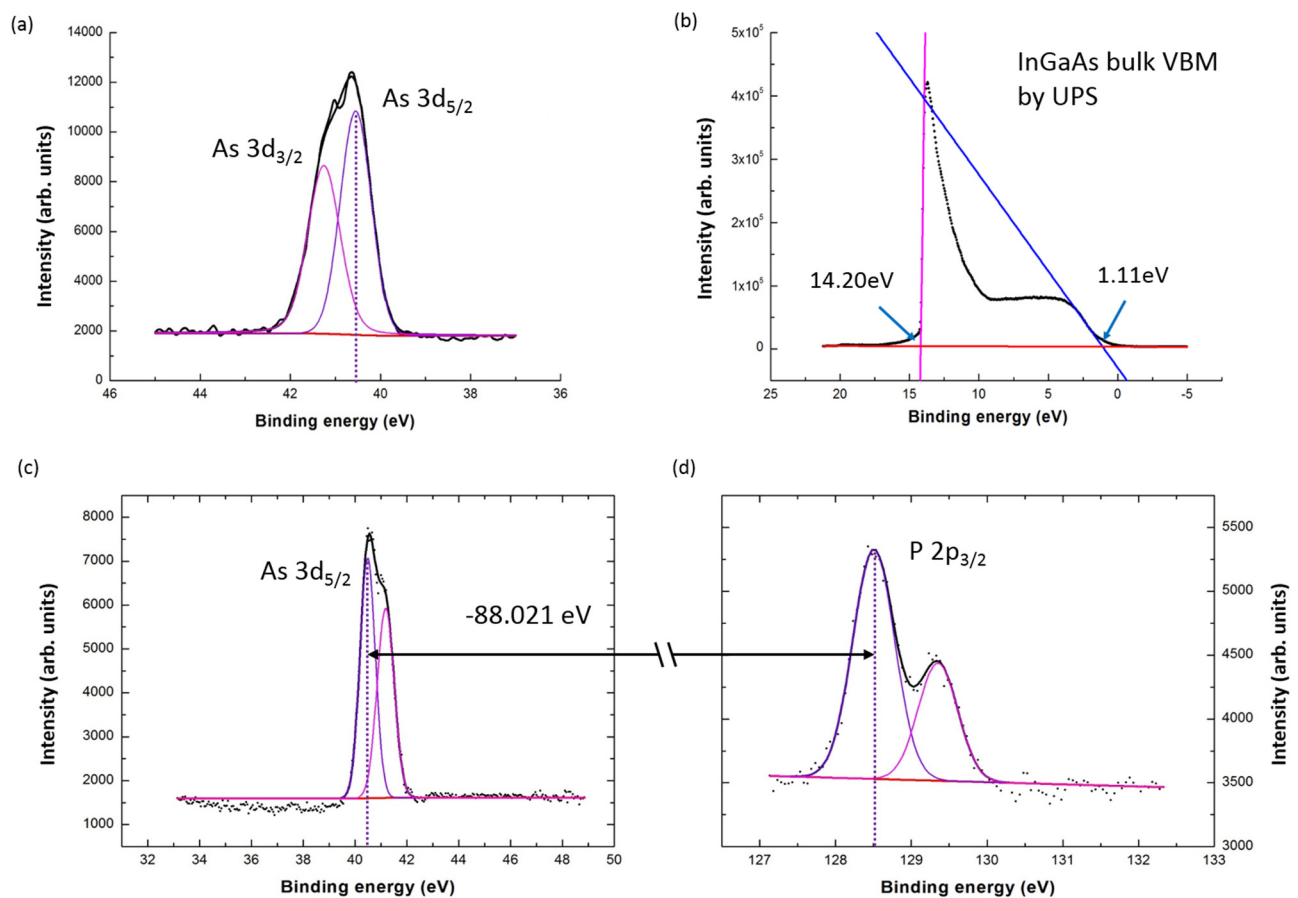 (a)
14000
12000
10000
8000
6000
4000
2000
0
46
44
42
40
38
36
Intensity (arb. units)
Binding energy (eV)
As 3d3/2
As 3d5/2
(b)
5x10^5
4x10^5
3x10^5
2x10^5
1x10^5
0
25
20
15
10
5
0
-5
Intensity (arb. units)
Binding energy (eV)
InGaAs bulk VBM
by UPS
14.20eV
1.11eV
(c)
8000
7000
6000
5000
4000
3000
2000
1000
32
34
36
38
40
42
44
46
48
50
Intensity (arb. units)
Binding energy (eV)
As 3d5/2
-88.021 eV
(d)
P 2p3/2
5500
5000
4500
4000
3500
3000
127
128
129
130
131
132
133
Intensity (arb. units)
Binding energy (eV)